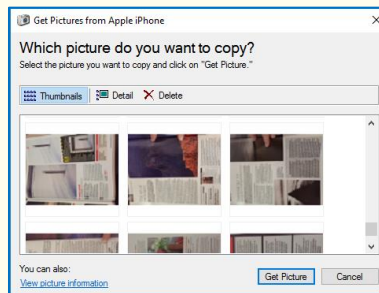 Get Pictures from Apple iPhone
Which picture do you want to copy?
Select the picture you want to copy and click on "Get Picture."
Thumbnails Detail Delete
You can also:
View picture information
Get Picture Cancel